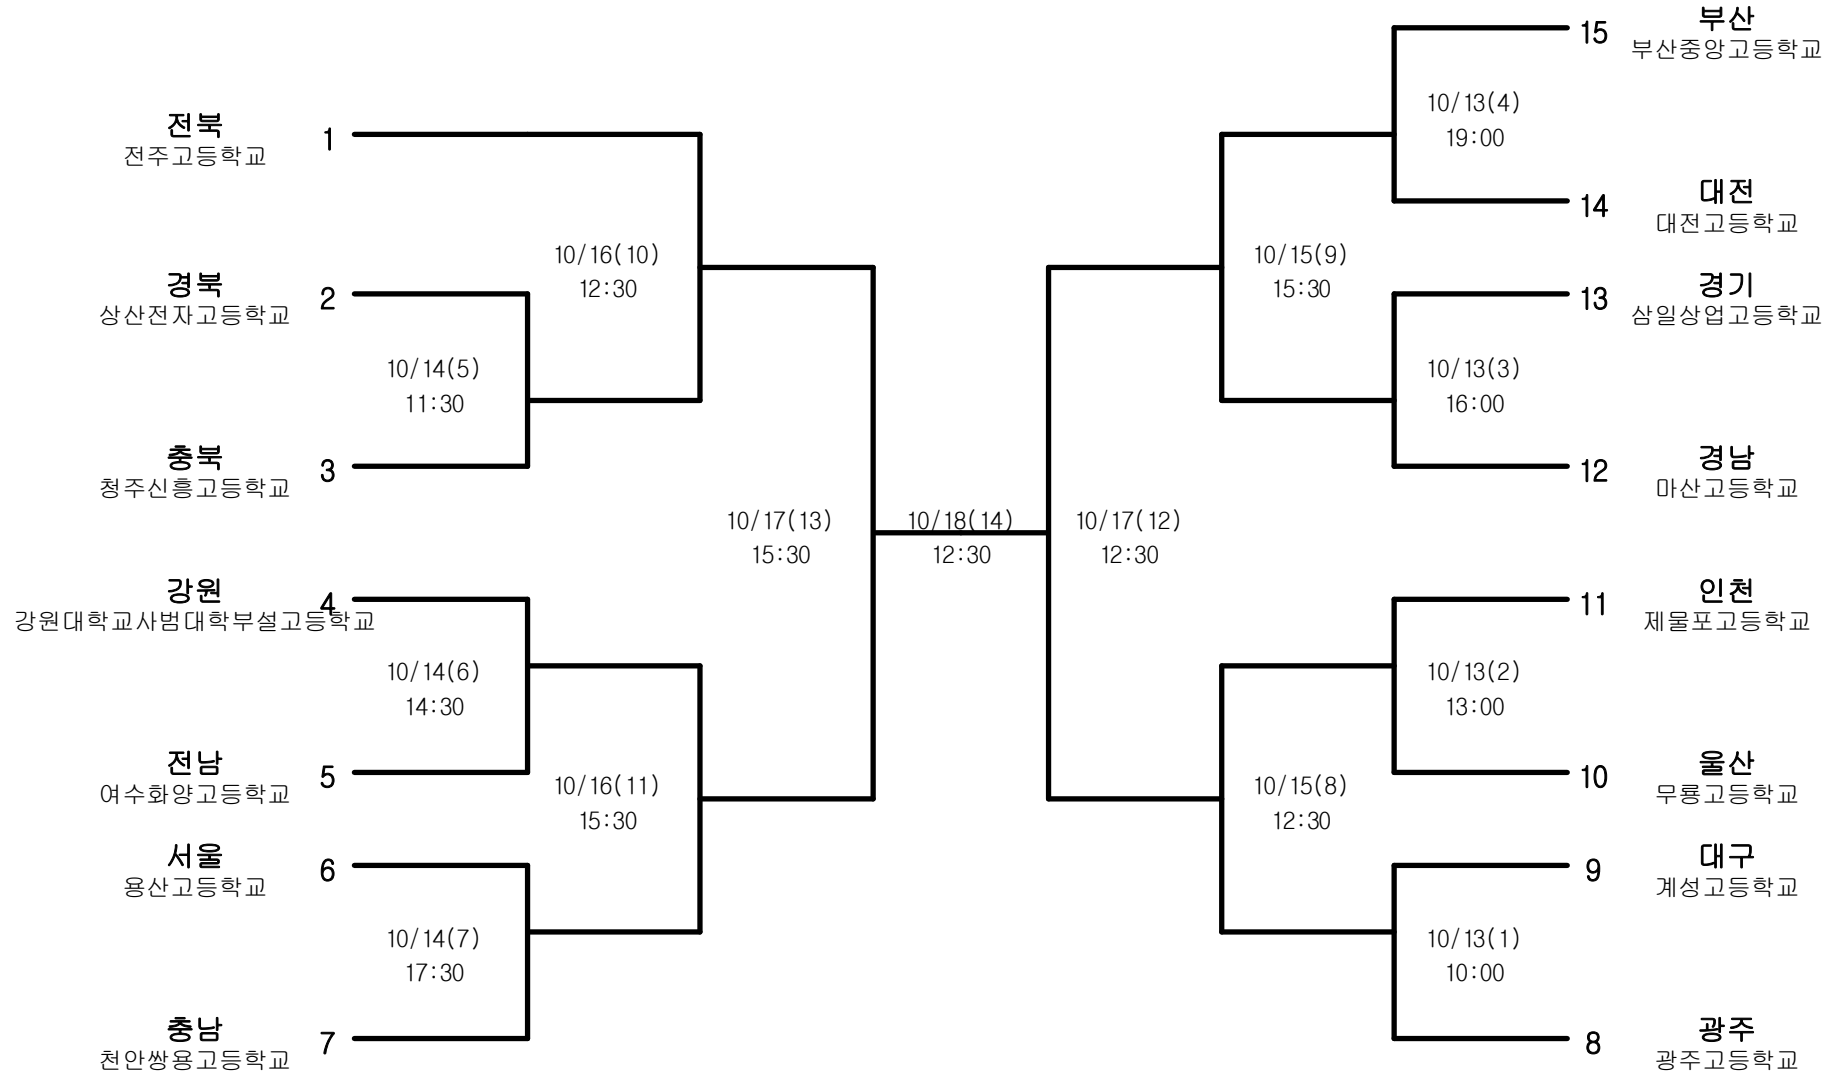 전북
전주고등학교
1
경북
상산전자고등학교
2
10/16(10)
12:30
10/14(5)
11:30
충북
청주신흥고등학교
3
10/17(13)
15:30
강원
강원대학교사범대학부설고등학교
4
10/14(6)
14:30
전남
여수화양고등학교
5
10/16(11)
15:30
서울
용산고등학교
6
10/14(7)
17:30
충남
천안쌍용고등학교
7
10/18(14)
12:30
15
부산
부산중앙고등학교
10/13(4)
19:00
14
대전
대전고등학교
10/15(9)
15:30
13
경기
삼일상업고등학교
10/13(3)
16:00
12
경남
마산고등학교
10/17(12)
12:30
11
인천
제물포고등학교
10/13(2)
13:00
10
울산
무룡고등학교
10/15(8)
12:30
9
대구
계성고등학교
10/13(1)
10:00
8
광주
광주고등학교